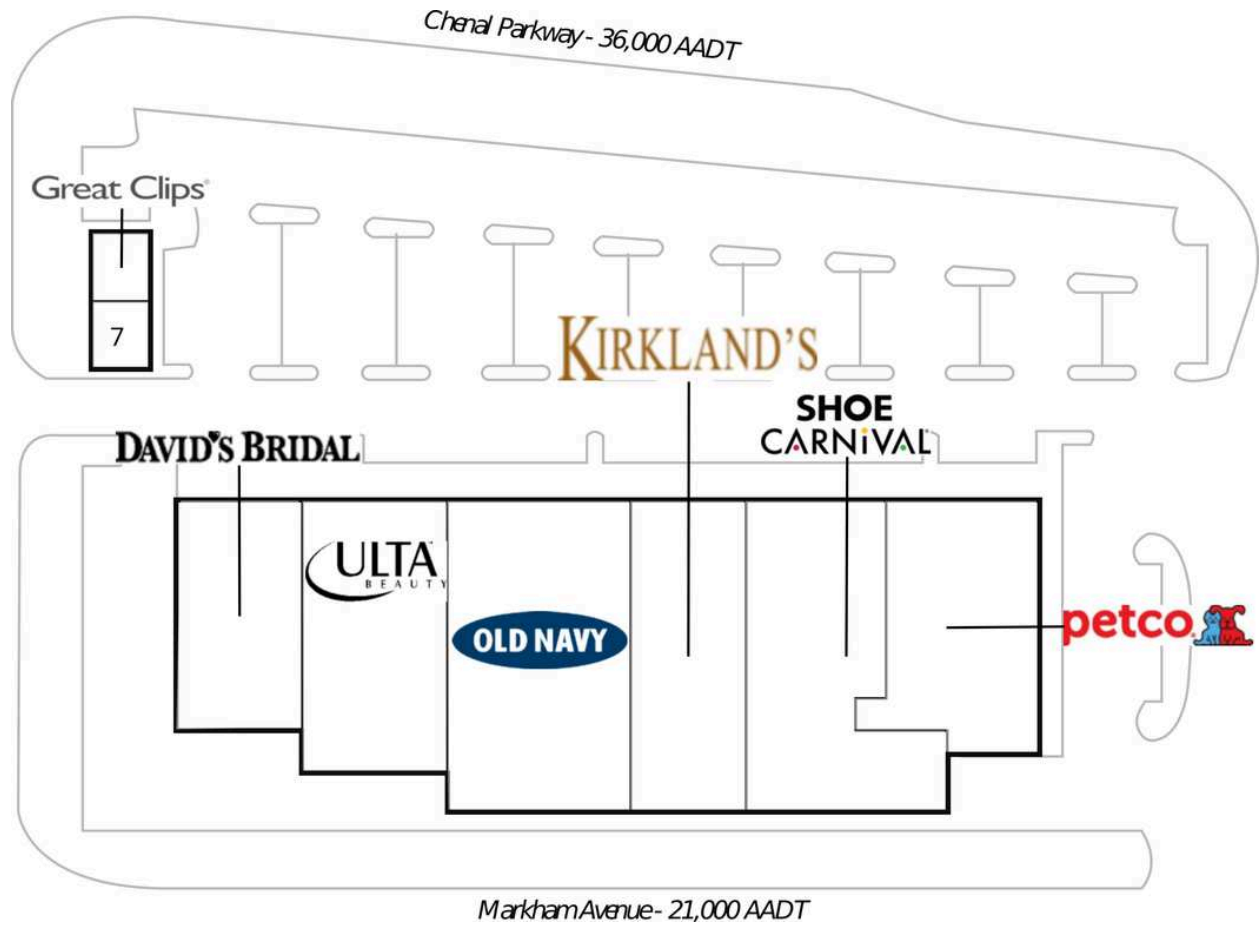 Chenal Parkway - 36,000 AADT
Great Clips
7
KIRKLAND'S
SHOE
CARNiVAL
DAVID'S BRIDAL
ULTA
BEAUTY
OLD NAVY
petco
Markham Avenue - 21,000 AADT